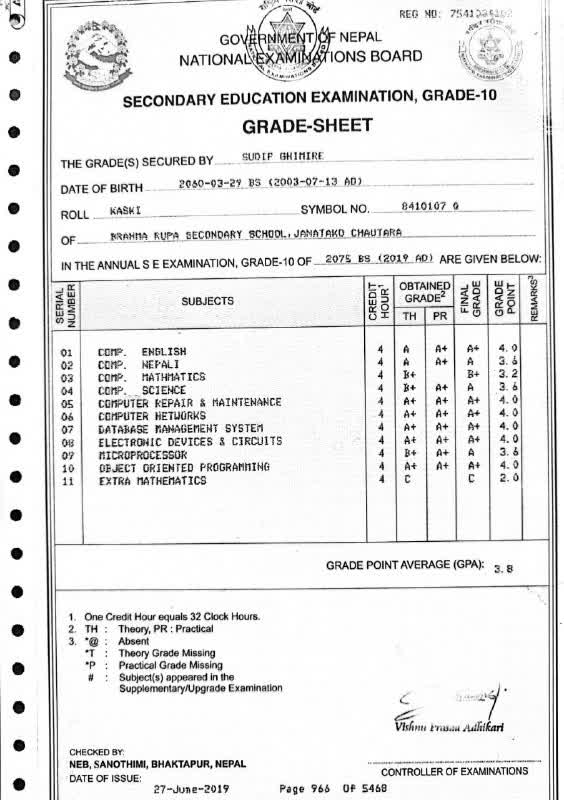 REG NO:
GOVERNMENT OF NEPAL
NATIONAL EXAMINATIONS BOARD
SECONDARY EDUCATION EXAMINATION, GRADE-10
GRADE-SHEET
THE GRADE(S) SECURED BY SUDIP GHIMIRE
DATE OF BIRTH 2060-03-29 BS (2003-07-13 AD)
ROLL KASKI SYMBOL NO. 8410107 Q
OF BRAHMA RUPA SECONDARY SCHOOL,JANATAKO CHAUTARA
IN THE ANNUAL S E EXAMINATION, GRADE-10 OF 2075 BS (2019 AD) ARE GIVEN BELOW:
SERIAL NUMBER SUBJECTS CREDIT HOUR1 OBTAINED GRADE2 TH PR FINAL GRADE GRADE POINT REMARKS3
01 COMP. ENGLISH 4 A A+ A+ 4.0
02 COMP. NEPALI 4 A A+ A 3.6
03 COMP. MATHMATICS 4 B+ B+ 3.2
04 COMP. SCIENCE 4 B+ A+ A 3.6
05 COMPUTER REPAIR & MAINTENANCE 4 A+ A+ A+ 4.0
06 COMPUTER NETWORKS 4 A+ A+ A+ 4.0
07 DATABASE MANAGEMENT SYSTEM 4 A+ A+ A+ 4.0
08 ELECTRONIC DEVICES & CIRCUITS 4 A+ A+ A+ 4.0
09 MICROPROCESSOR 4 B+ A+ A 3.6
10 OBJECT ORIENTED PROGRAMMING 4 A+ A+ A+ 4.0
11 EXTRA MATHEMATICS 4 C C 2.0
GRADE POINT AVERAGE (GPA): 3.8
1. One Credit Hour equals 32 Clock Hours.
2. TH : Theory, PR : Practical
3. *@ : Absent
*T : Theory Grade Missing
*P : Practical Grade Missing
# : Subject(s) appeared in the
Supplementary/Upgrade Examination
Vishnu Prasad Adhikari
CHECKED BY:
NEB, SANOTHIMI, BHAKTAPUR, NEPAL
CONTROLLER OF EXAMINATIONS
DATE OF ISSUE: 27-June-2019 Page 966 Of 5468